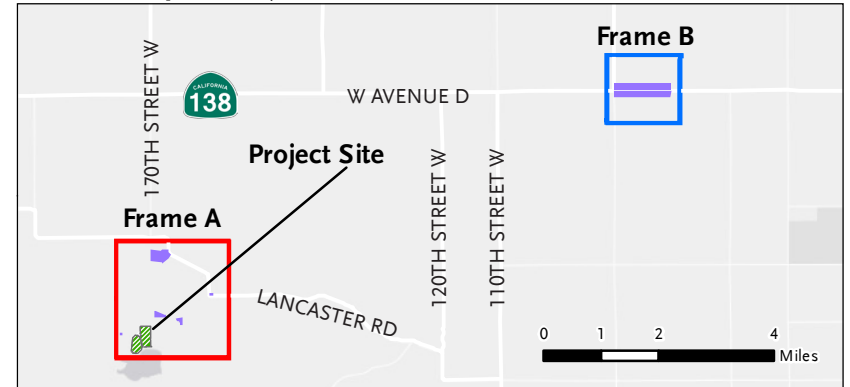 Frame B
CALIFORNIA
138
W AVENUE D
170TH STREET W
Project Site
120TH STREET W
110TH STREET W
Frame A
LANCASTER RD
0 1 2 4
Miles